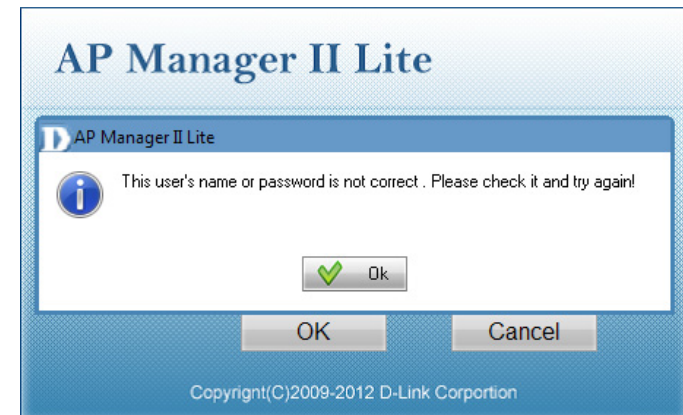 AP Manager II Lite
AP Manager II Lite
This user's name or password is not correct . Please check it and try again!
Ok
OK
Cancel
Copyrignt(C)2009-2012 D-Link Corportion